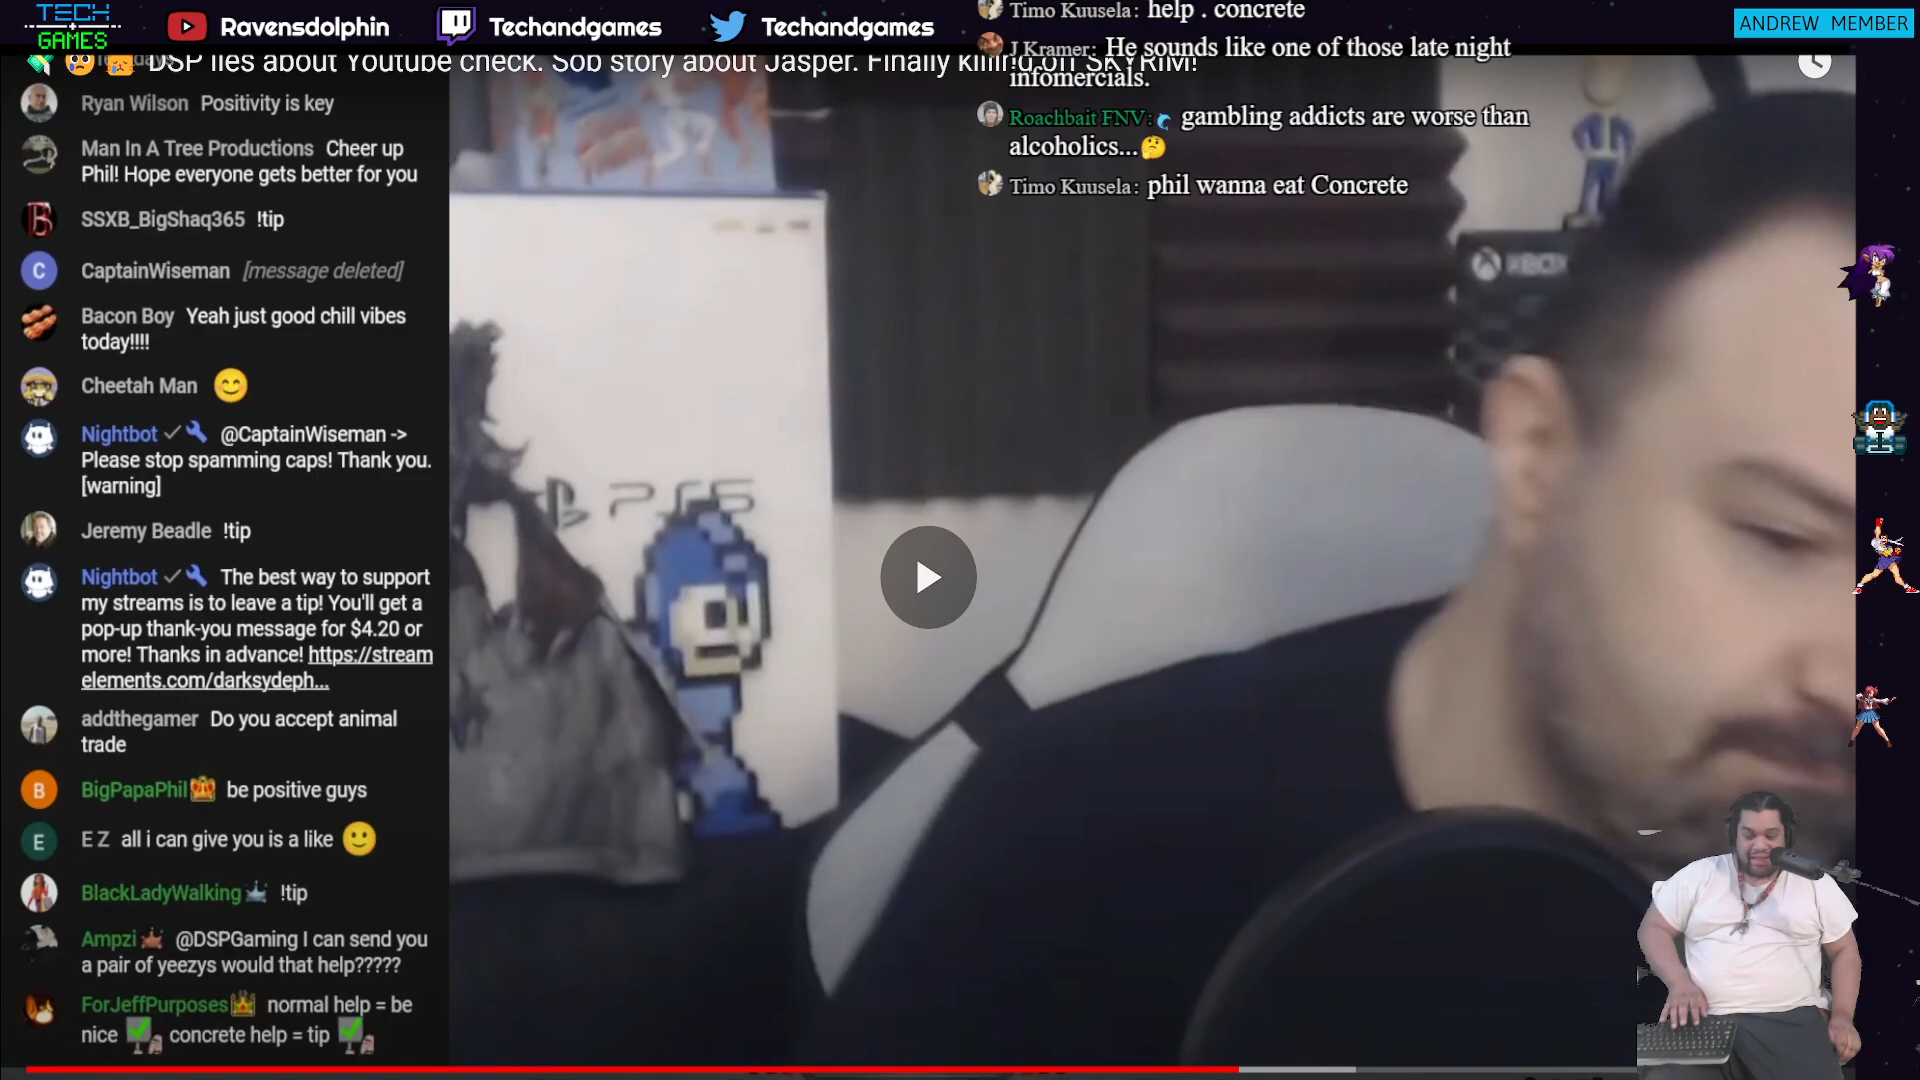 TECH
GAMES
Ravensdolphin
Techandgames
Techandgames
ANDREW MEMBER
DSP lies about Youtube check. Sob story about Jasper. Finally killing off SKYRIM!
Timo Kuusela: help . concrete
J Kramer: He sounds like one of those late night
infomercials.
Roachbait FNV: gambling addicts are worse than
alcoholics...🤔
Timo Kuusela: phil wanna eat Concrete
Ryan Wilson Positivity is key
Man In A Tree Productions Cheer up
Phil! Hope everyone gets better for you
SSXB_BigShaq365 !tip
C
CaptainWiseman [message deleted]
Bacon Boy Yeah just good chill vibes
today!!!!
Cheetah Man 😊
Nightbot @CaptainWiseman ->
Please stop spamming caps! Thank you.
[warning]
Jeremy Beadle !tip
Nightbot The best way to support
my streams is to leave a tip! You'll get a
pop-up thank-you message for $4.20 or
more! Thanks in advance! https://stream
elements.com/darksydeph...
addthegamer Do you accept animal
trade
B
BigPapaPhil be positive guys
E
E Z all i can give you is a like 🙂
BlackLadyWalking !tip
Ampzi @DSPGaming I can send you
a pair of yeezys would that help?????
ForJeffPurposes normal help = be
nice concrete help = tip
PS5
XBOX